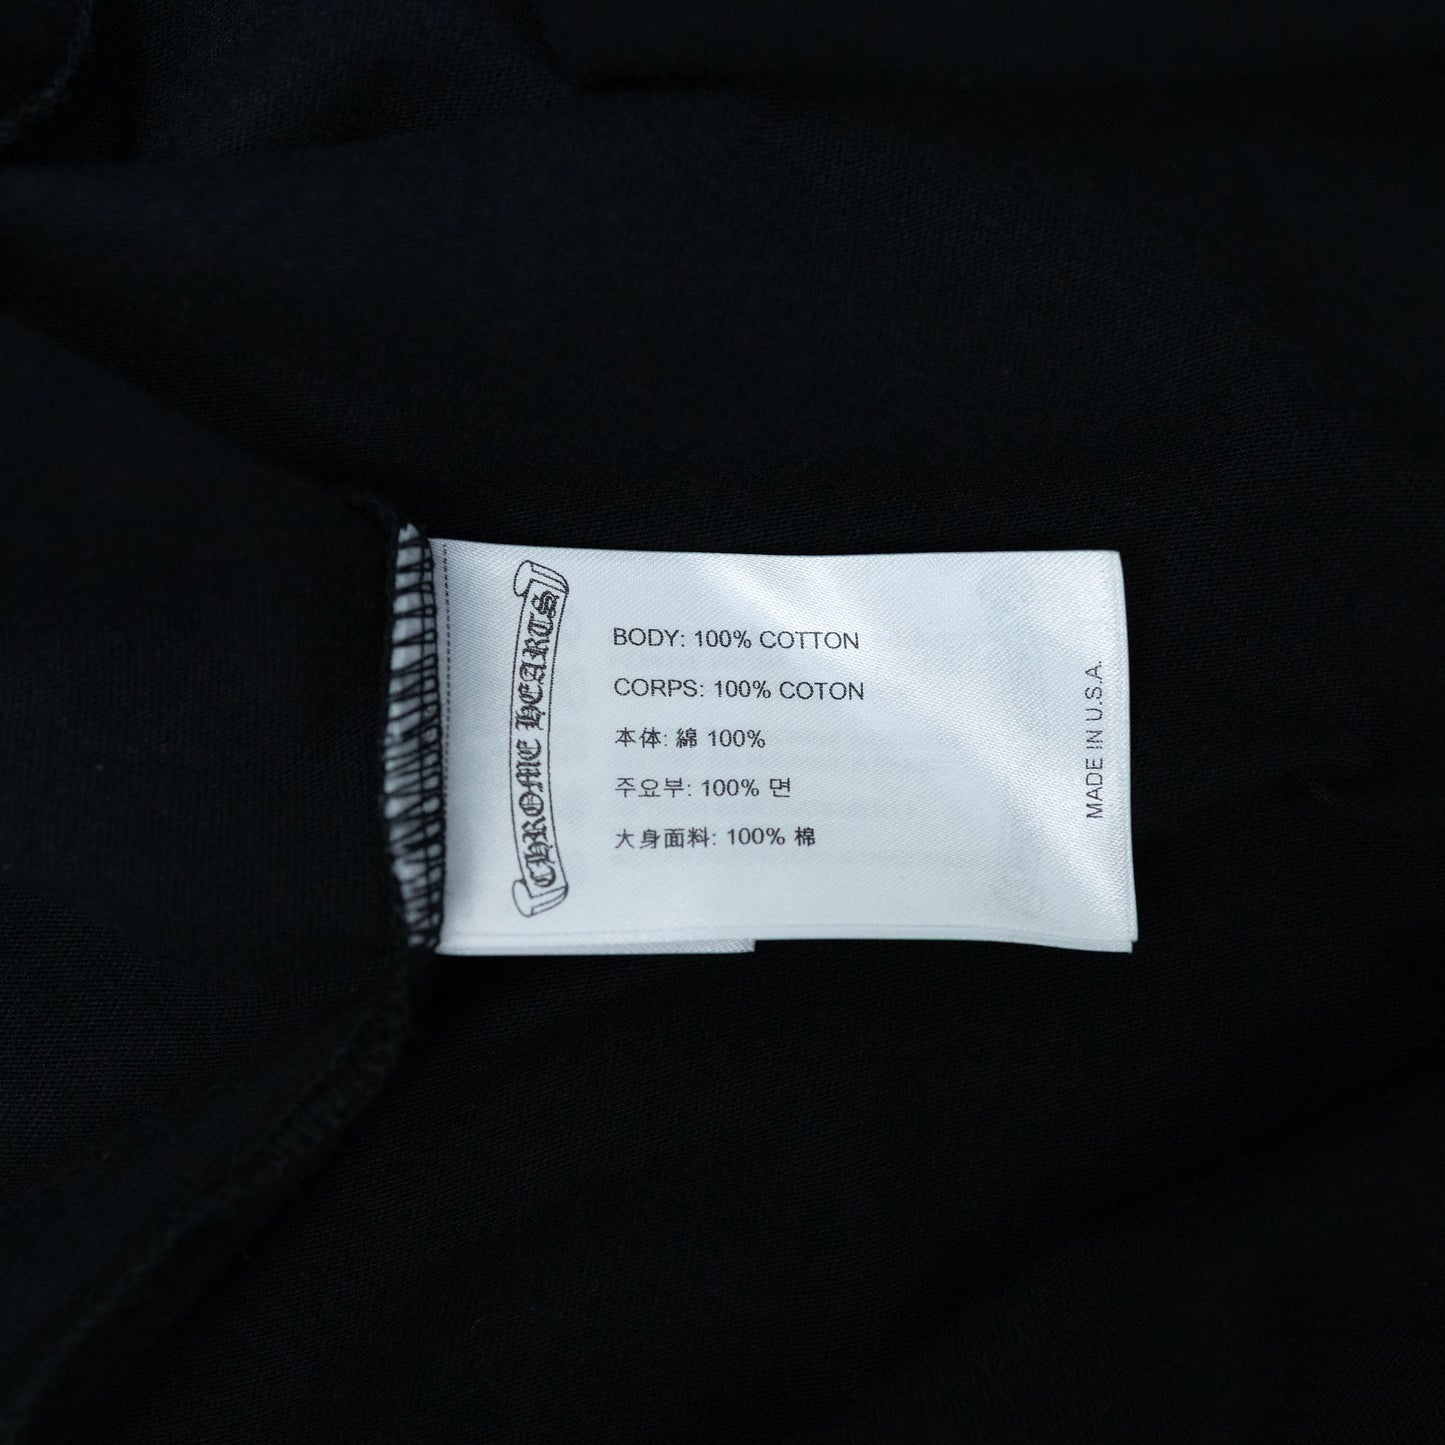 CHROME HEARTS
BODY: 100% COTTON
CORPS: 100% COTON
本体: 綿 100%
주요부: 100% 면
大身面料: 100% 棉
MADE IN U.S.A.